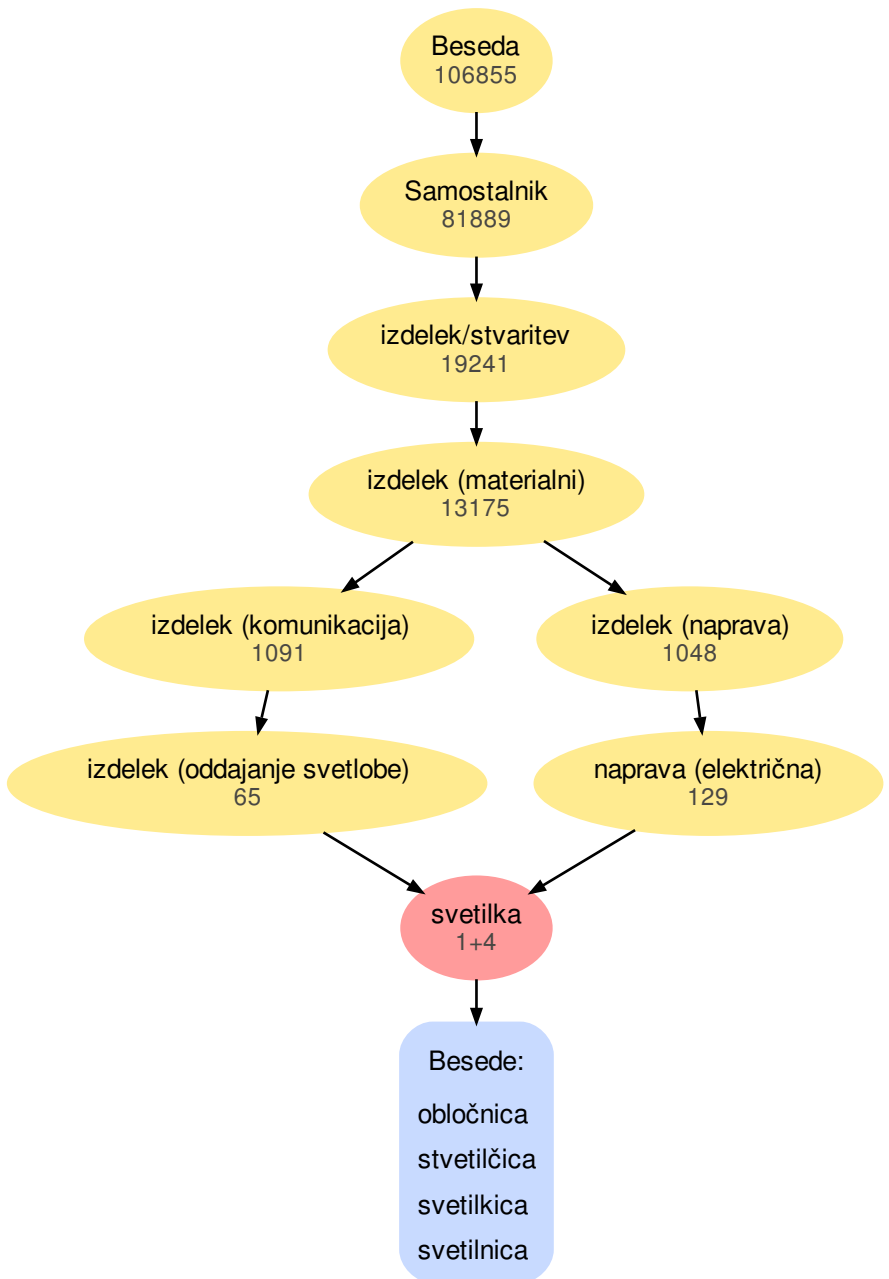 Beseda
106855
Samostalnik
81889
izdelek/stvaritev
19241
izdelek (materialni)
13175
izdelek (komunikacija)
1091
izdelek (naprava)
1048
izdelek (oddajanje svetlobe)
65
naprava (električna)
129
svetilka
1+4
Besede:
obločnica
stvetilčica
svetilkica
svetilnica